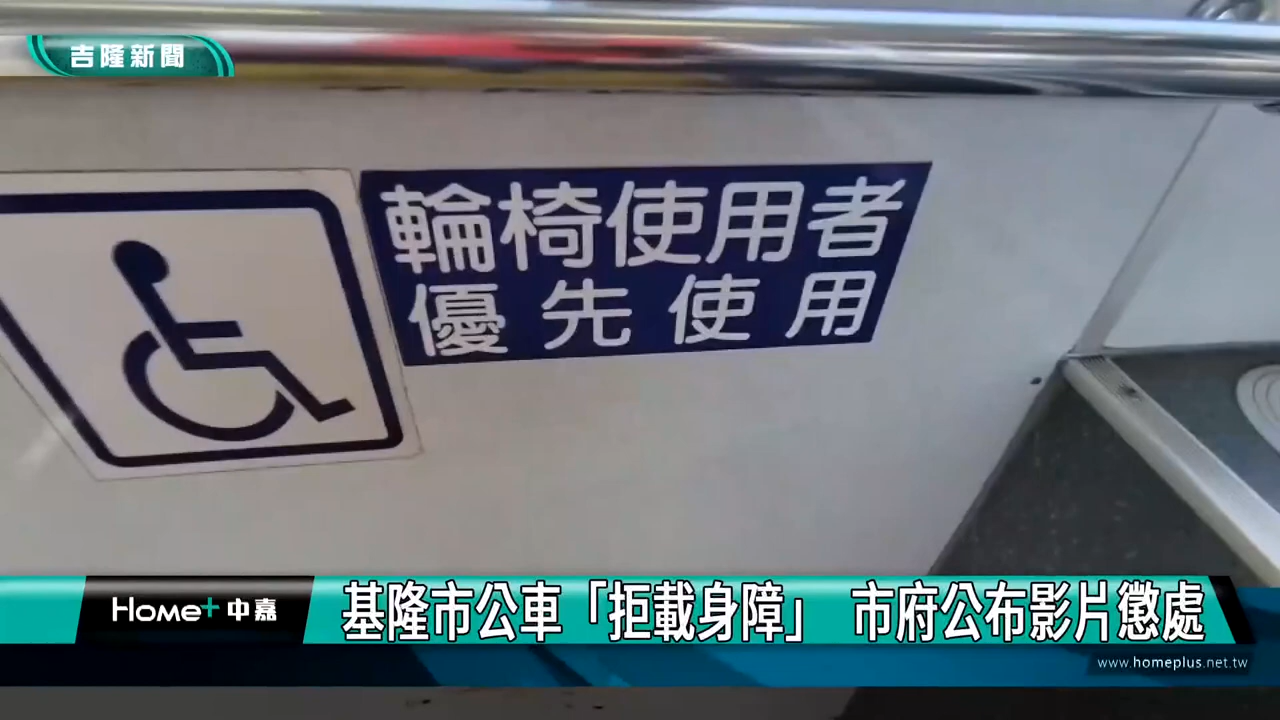 吉隆新聞
輪椅使用者
優先使用
Home+中嘉
基隆市公車「拒載身障」 市府公布影片懲處
www.homeplus.net.tw